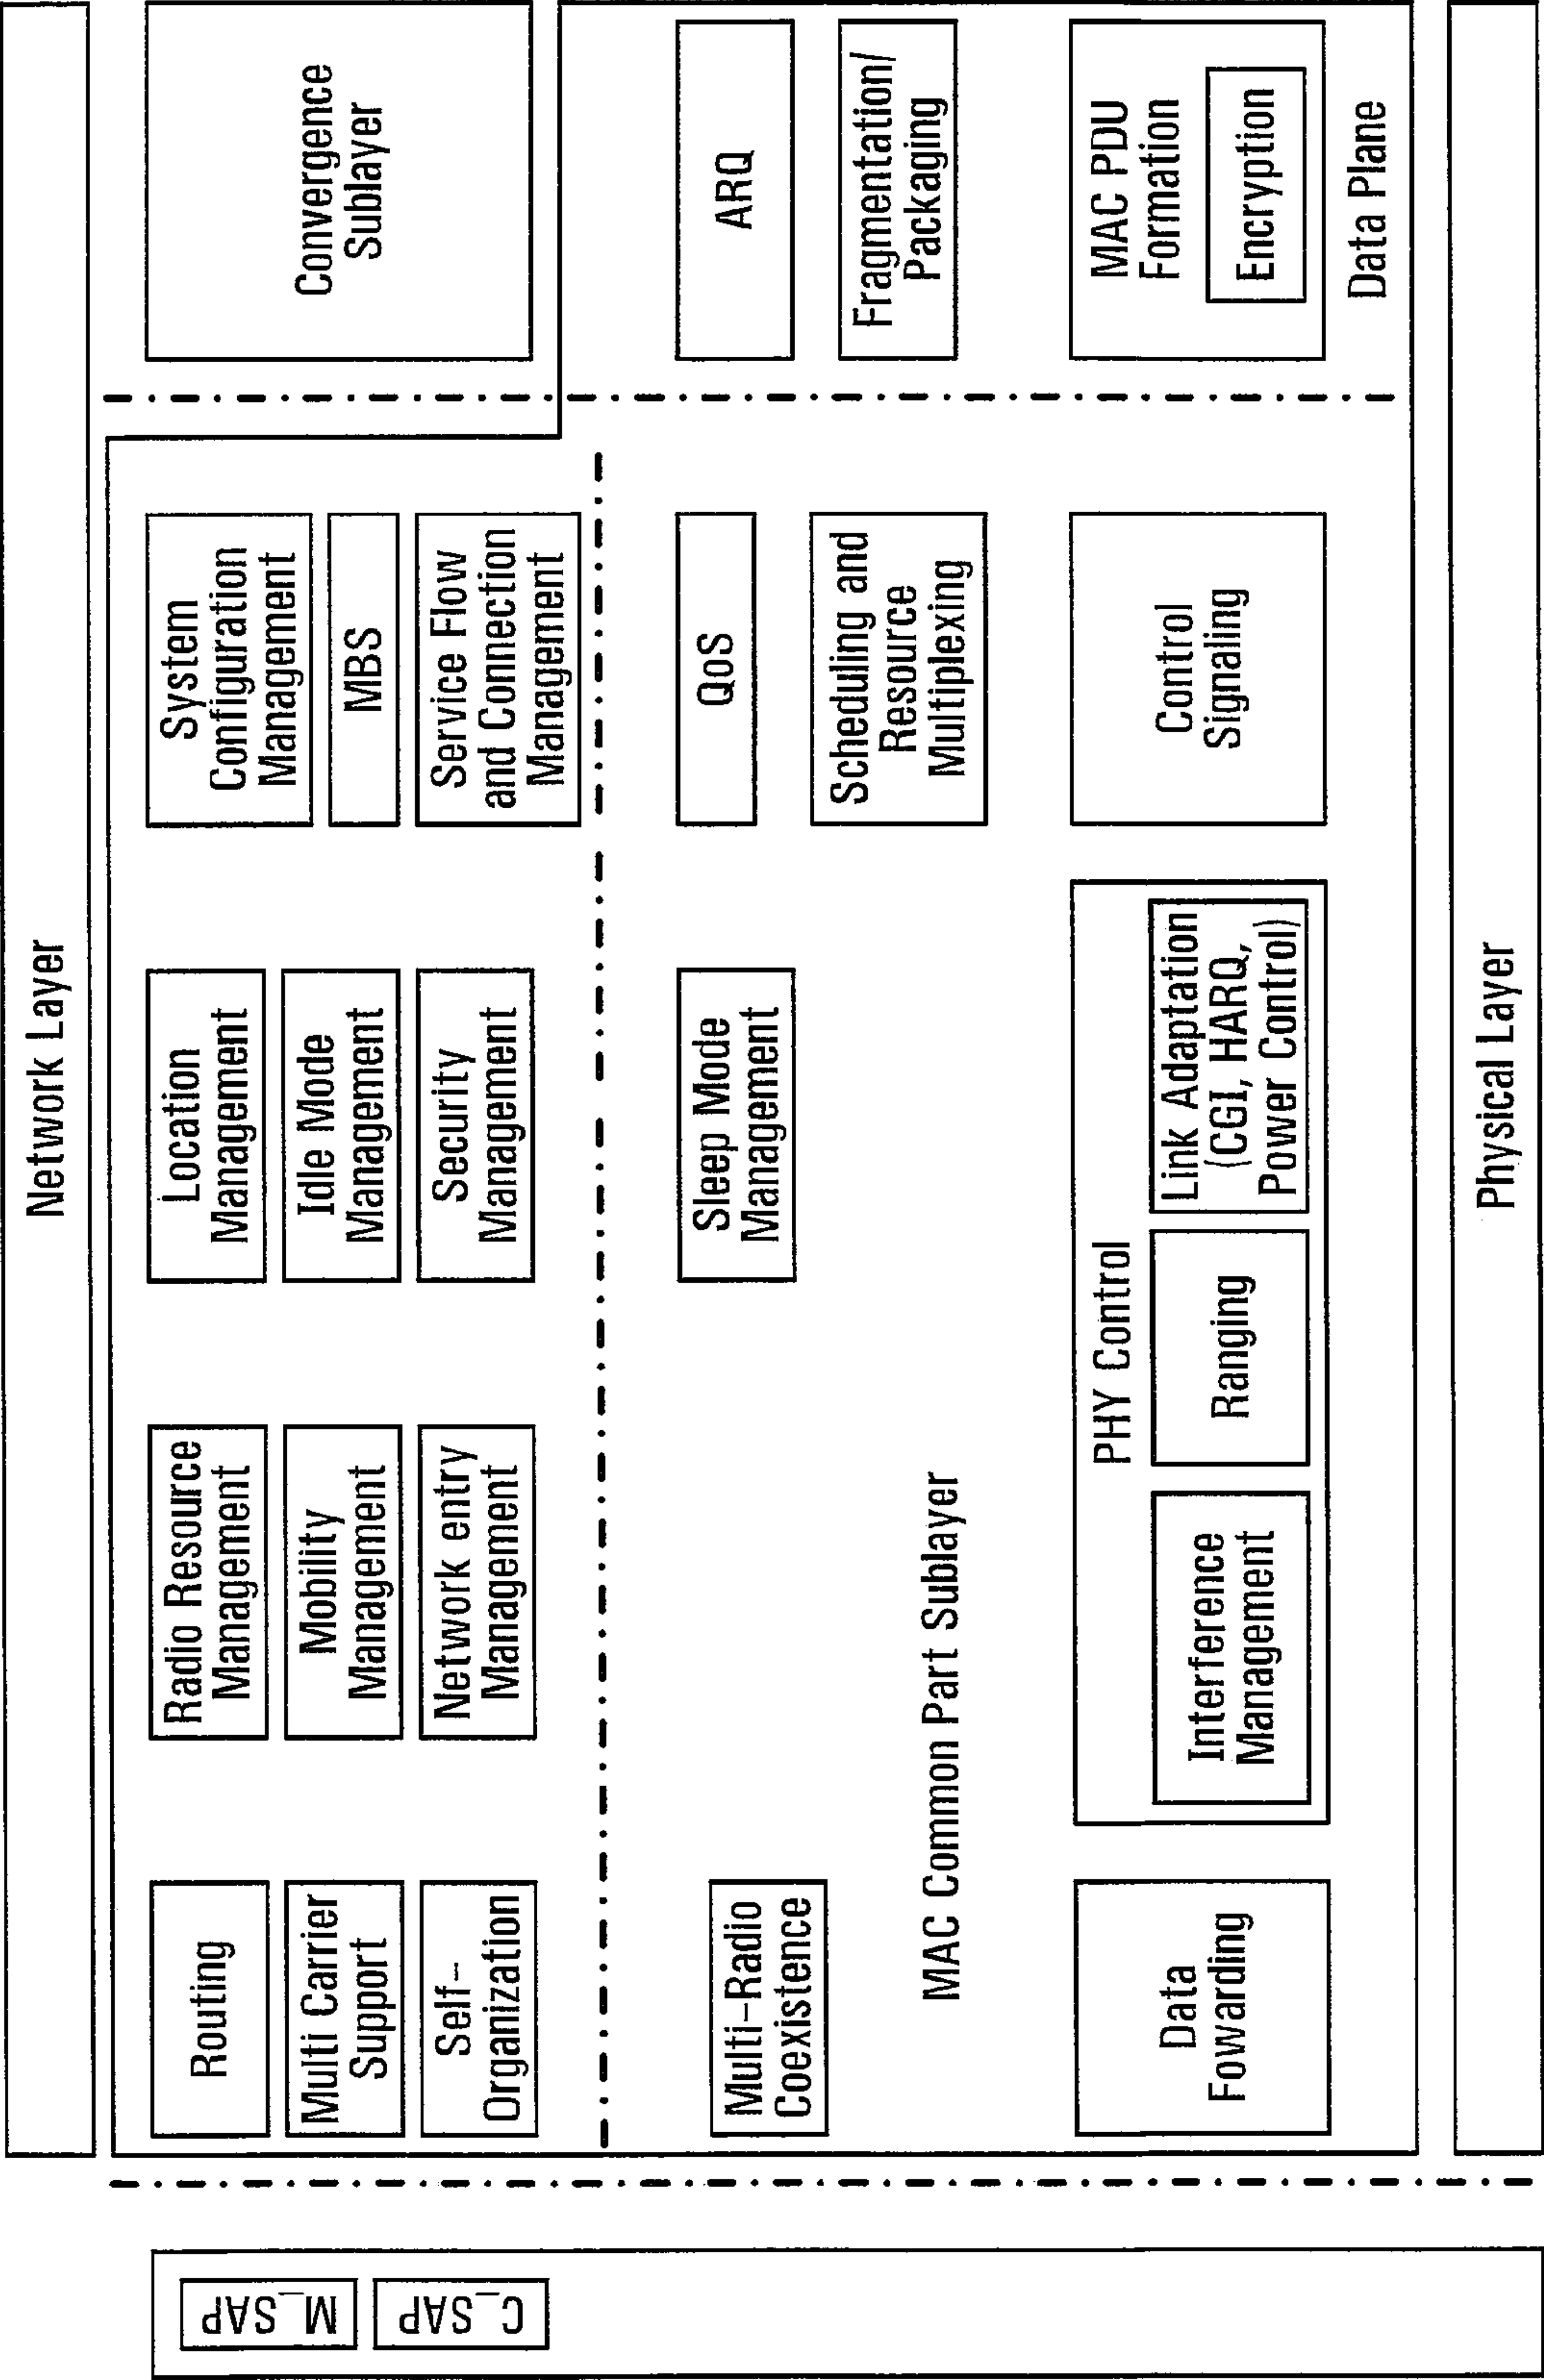 Network Layer
M_SAP
C_SAP
Routing
Multi Carrier
Support
Self-
Organization
Radio Resource
Management
Mobility
Management
Network entry
Management
Location
Management
Idle Mode
Management
Security
Management
System
Configuration
Management
MBS
Service Flow
and Connection
Management
Convergence
Sublayer
Multi-Radio
Coexistence
Sleep Mode
Management
QoS
Scheduling and
Resource
Multiplexing
ARQ
Fragmentation/
Packaging
MAC Common Part Sublayer
Data
Fowarding
PHY Control
Interference
Management
Ranging
Link Adaptation
(CGI, HARQ,
Power Control)
Control
Signaling
MAC PDU
Formation
Encryption
Data Plane
Physical Layer